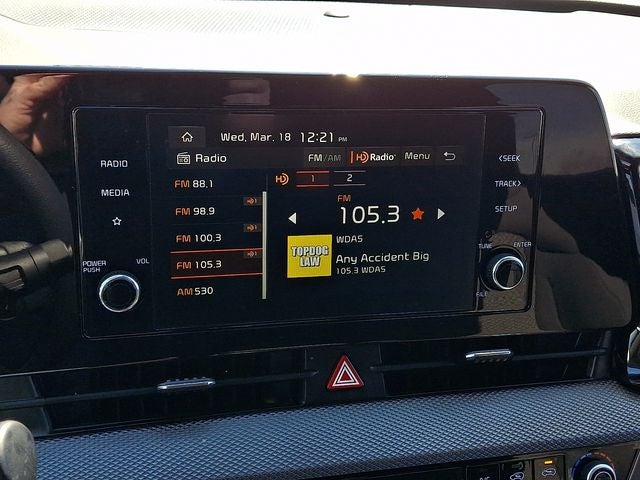 Wed, Mar. 18 12:21 PM
Radio FM/AM HD Radio Menu
RADIO
MEDIA
POWER PUSH
VOL
FM 88.1
FM 98.9
FM 100.3
FM 105.3
AM 530
HD 1 2
FM
105.3
WDAS
TOPDOG
LAW
Any Accident Big
105.3 WDAS
<SEEK
TRACK>
SETUP
TUNE
ENTER
FILE